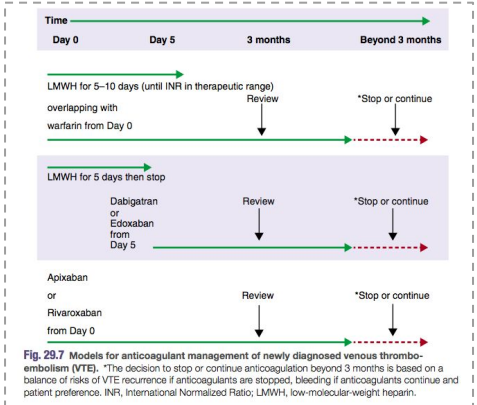 Time
Day 0 Day 5 3 months Beyond 3 months
LMWH for 5–10 days (until INR in therapeutic range)
Review *Stop or continue
overlapping with
warfarin from Day 0
LMWH for 5 days then stop
Dabigatran Review *Stop or continue
or
Edoxaban
from
Day 5
Apixaban
or Review *Stop or continue
Rivaroxaban
from Day 0
Fig. 29.7 Models for anticoagulant management of newly diagnosed venous thrombo-
embolism (VTE). *The decision to stop or continue anticoagulation beyond 3 months is based on a
balance of risks of VTE recurrence if anticoagulants are stopped, bleeding if anticoagulants continue and
patient preference. INR, International Normalized Ratio; LMWH, low-molecular-weight heparin.